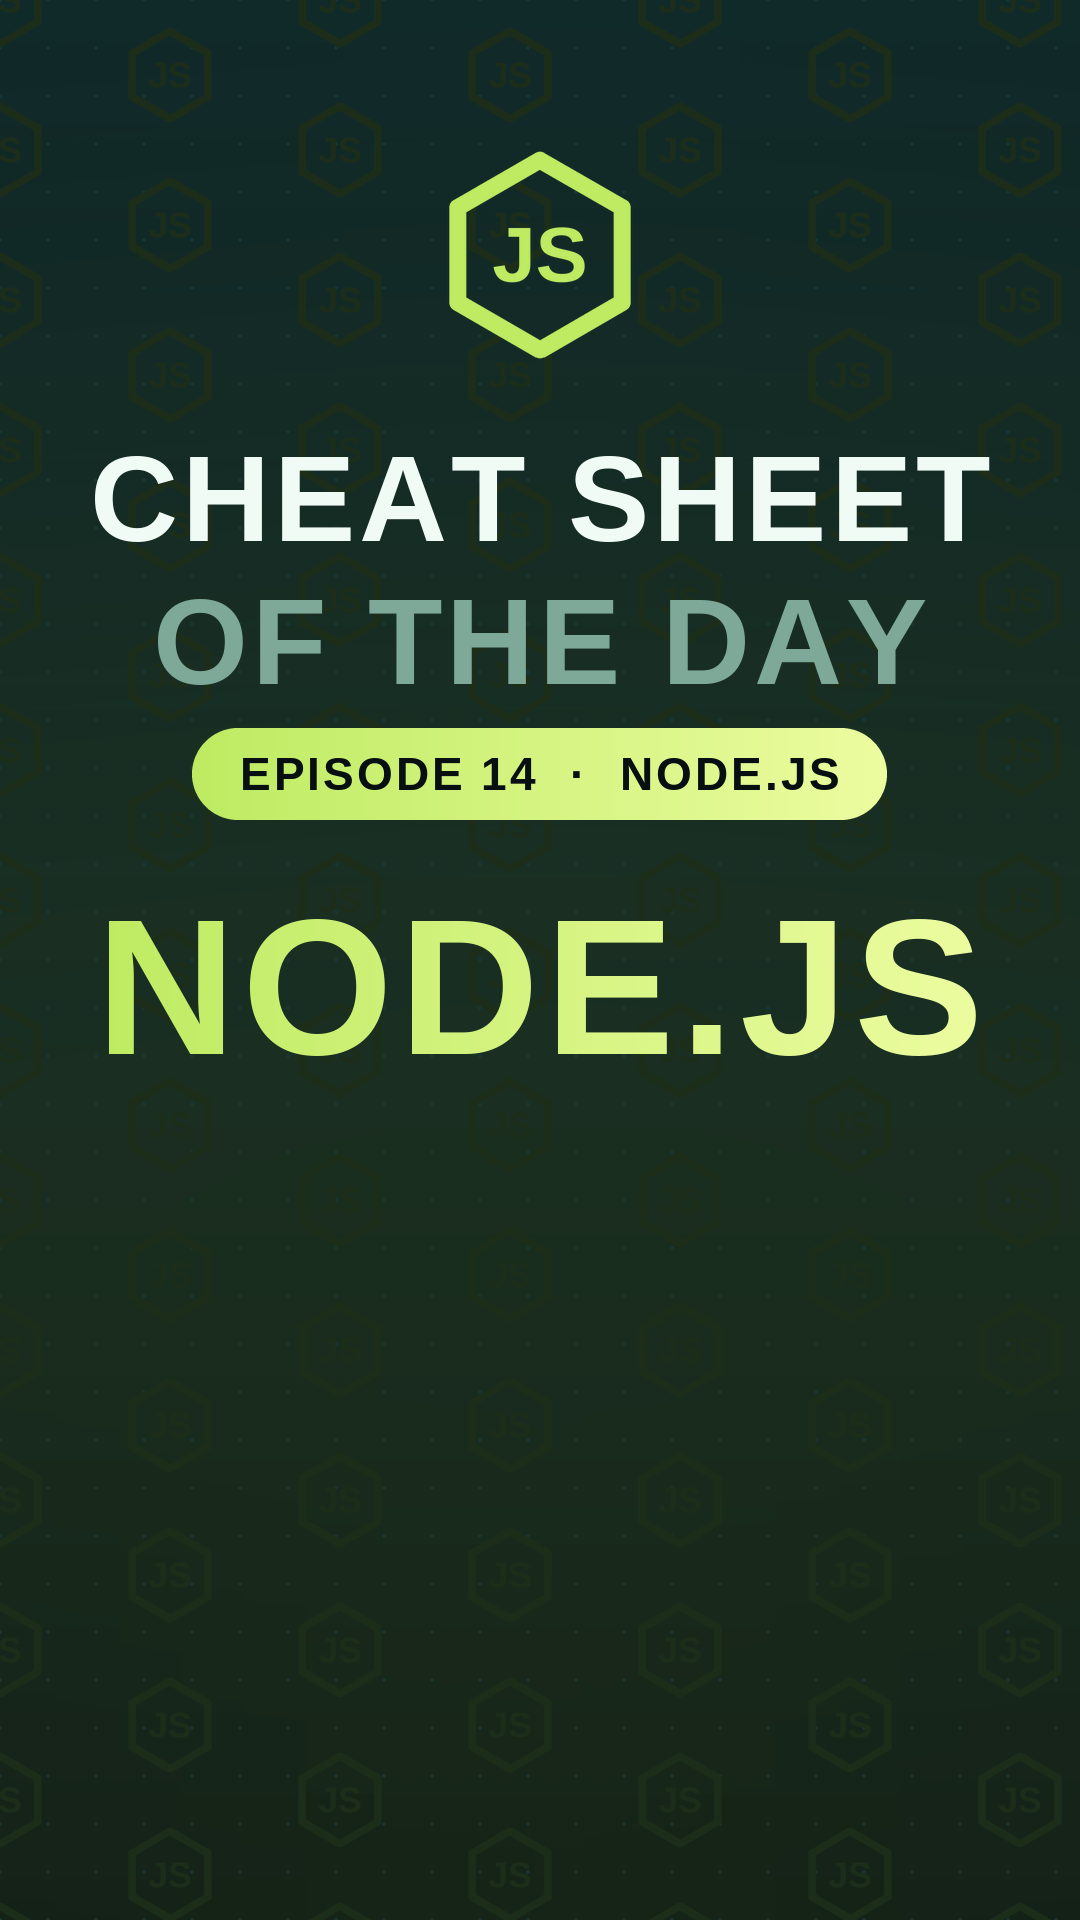 JS
CHEAT SHEET
OF THE DAY
EPISODE 14 · NODE.JS
NODE.JS